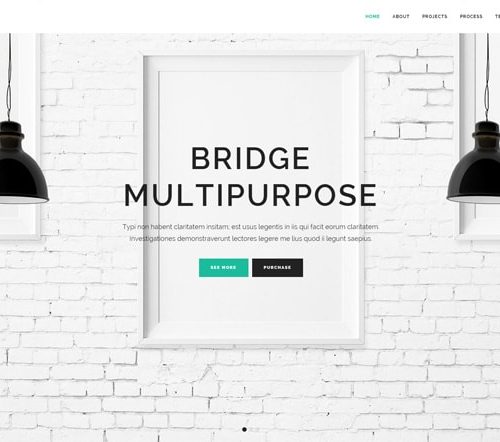 HOME ABOUT PROJECTS PROCESS
BRIDGE
MULTIPURPOSE
Typi non habent claritatem insitam; est usus legentis in iis qui facit eorum claritatem.
Investigationes demonstraverunt lectores legere me lius quod ii legunt saepius.
SEE MORE PURCHASE